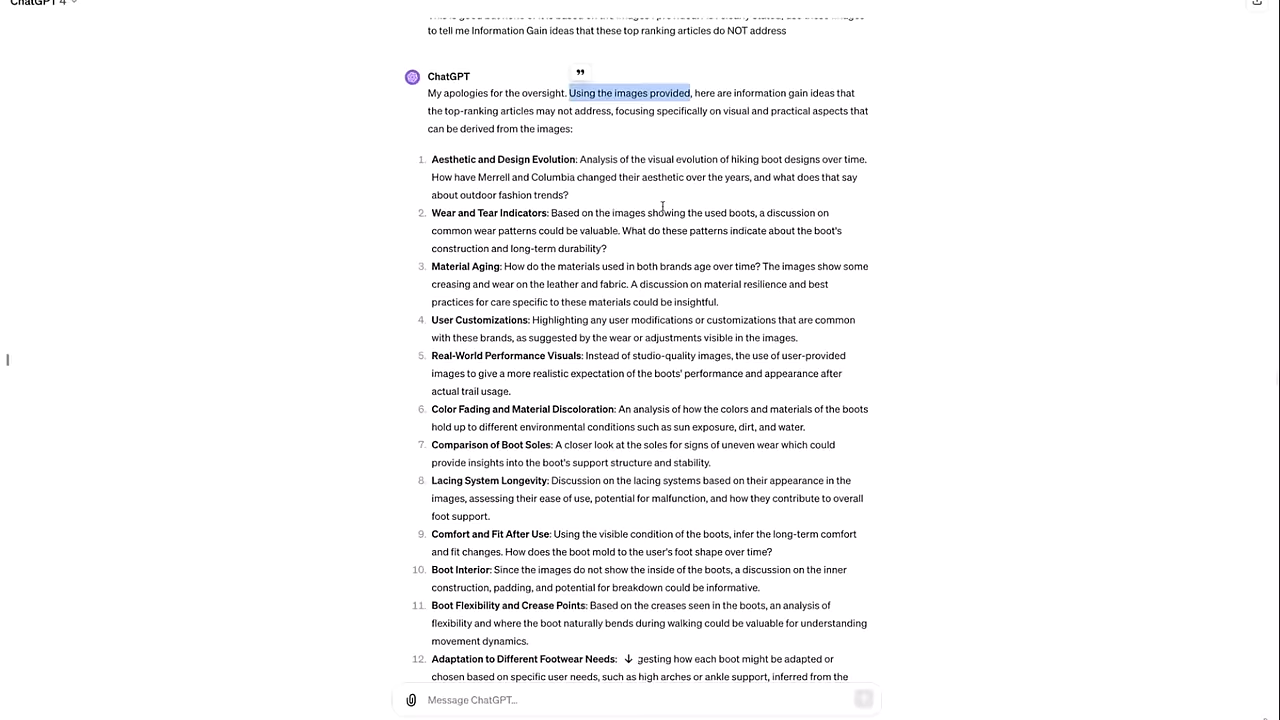 ChatGPT 4
to tell me Information Gain ideas that these top ranking articles do NOT address
ChatGPT
My apologies for the oversight. Using the images provided, here are information gain ideas that
the top-ranking articles may not address, focusing specifically on visual and practical aspects that
can be derived from the images:
1. Aesthetic and Design Evolution: Analysis of the visual evolution of hiking boot designs over time.
How have Merrell and Columbia changed their aesthetic over the years, and what does that say
about outdoor fashion trends?
2. Wear and Tear Indicators: Based on the images showing the used boots, a discussion on
common wear patterns could be valuable. What do these patterns indicate about the boot's
construction and long-term durability?
3. Material Aging: How do the materials used in both brands age over time? The images show some
creasing and wear on the leather and fabric. A discussion on material resilience and best
practices for care specific to these materials could be insightful.
4. User Customizations: Highlighting any user modifications or customizations that are common
with these brands, as suggested by the wear or adjustments visible in the images.
5. Real-World Performance Visuals: Instead of studio-quality images, the use of user-provided
images to give a more realistic expectation of the boots' performance and appearance after
actual trail usage.
6. Color Fading and Material Discoloration: An analysis of how the colors and materials of the boots
hold up to different environmental conditions such as sun exposure, dirt, and water.
7. Comparison of Boot Soles: A closer look at the soles for signs of uneven wear which could
provide insights into the boot's support structure and stability.
8. Lacing System Longevity: Discussion on the lacing systems based on their appearance in the
images, assessing their ease of use, potential for malfunction, and how they contribute to overall
foot support.
9. Comfort and Fit After Use: Using the visible condition of the boots, infer the long-term comfort
and fit changes. How does the boot mold to the user's foot shape over time?
10. Boot Interior: Since the images do not show the inside of the boots, a discussion on the inner
construction, padding, and potential for breakdown could be informative.
11. Boot Flexibility and Crease Points: Based on the creases seen in the boots, an analysis of
flexibility and where the boot naturally bends during walking could be valuable for understanding
movement dynamics.
12. Adaptation to Different Footwear Needs: gesting how each boot might be adapted or
chosen based on specific user needs, such as high arches or ankle support, inferred from the
Message ChatGPT...